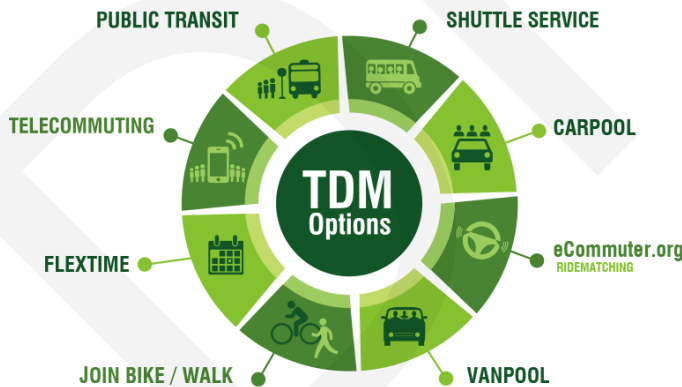 PUBLIC TRANSIT
SHUTTLE SERVICE
TELECOMMUTING
CARPOOL
TDM
Options
eCommuter.org
RIDEMATCHING
FLEXTIME
JOIN BIKE / WALK
VANPOOL